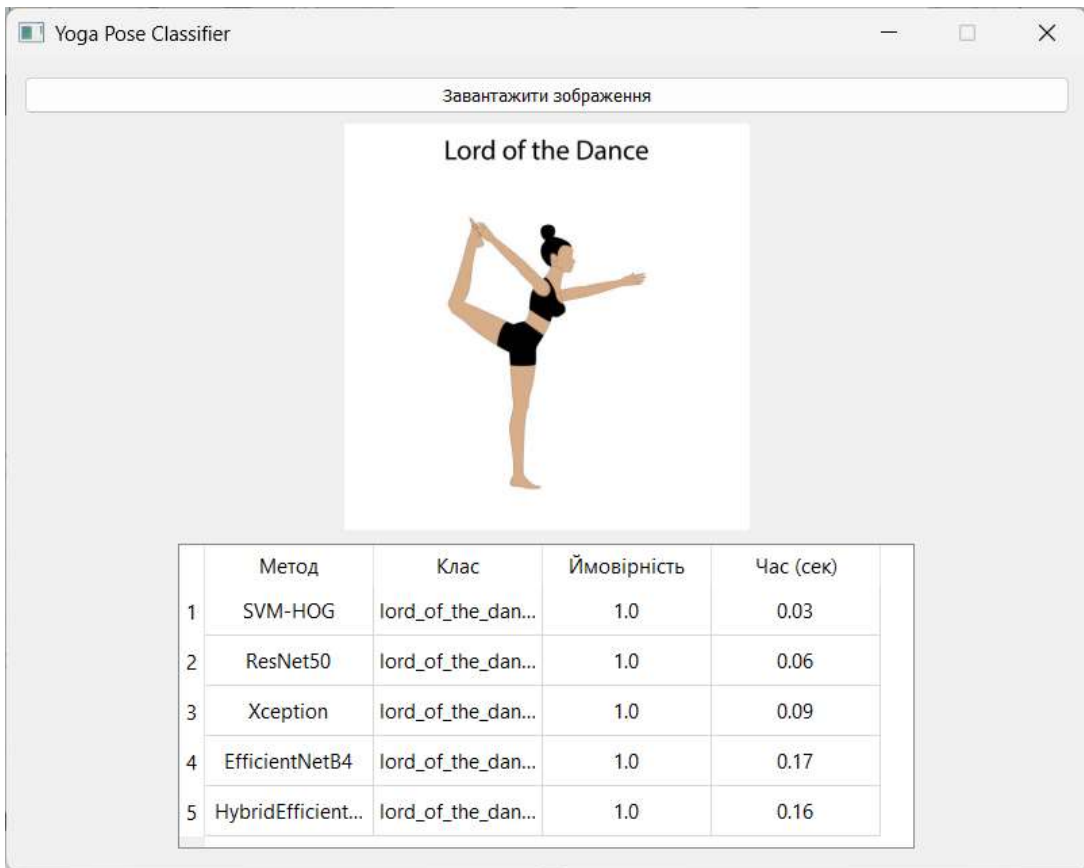 Yoga Pose Classifier
Завантажити зображення
Lord of the Dance
Метод Клас Ймовірність Час (сек)
1 SVM-HOG lord_of_the_dan... 1.0 0.03
2 ResNet50 lord_of_the_dan... 1.0 0.06
3 Xception lord_of_the_dan... 1.0 0.09
4 EfficientNetB4 lord_of_the_dan... 1.0 0.17
5 HybridEfficient... lord_of_the_dan... 1.0 0.16